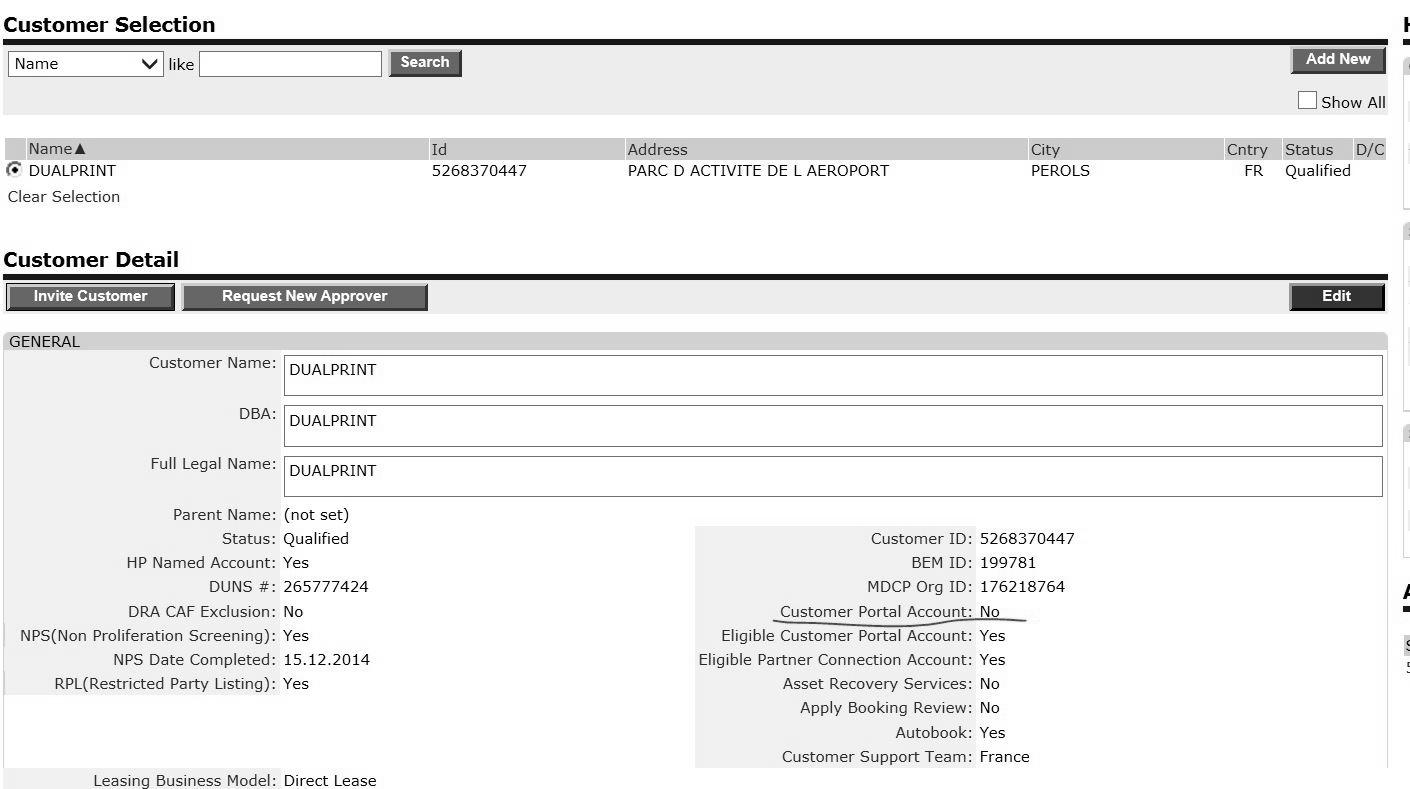 Customer Selection
Name like Search Add New
Show All
Name▲ Id Address City Cntry Status D/C
DUALPRINT 5268370447 PARC D ACTIVITE DE L AEROPORT PEROLS FR Qualified
Clear Selection
Customer Detail
Invite Customer Request New Approver Edit
GENERAL
Customer Name: DUALPRINT
DBA: DUALPRINT
Full Legal Name: DUALPRINT
Parent Name: (not set)
Status: Qualified Customer ID: 5268370447
HP Named Account: Yes BEM ID: 199781
DUNS #: 265777424 MDCP Org ID: 176218764
DRA CAF Exclusion: No Customer Portal Account: No
NPS(Non Proliferation Screening): Yes Eligible Customer Portal Account: Yes
NPS Date Completed: 15.12.2014 Eligible Partner Connection Account: Yes
RPL(Restricted Party Listing): Yes Asset Recovery Services: No
Apply Booking Review: No
Autobook: Yes
Customer Support Team: France
Leasing Business Model: Direct Lease